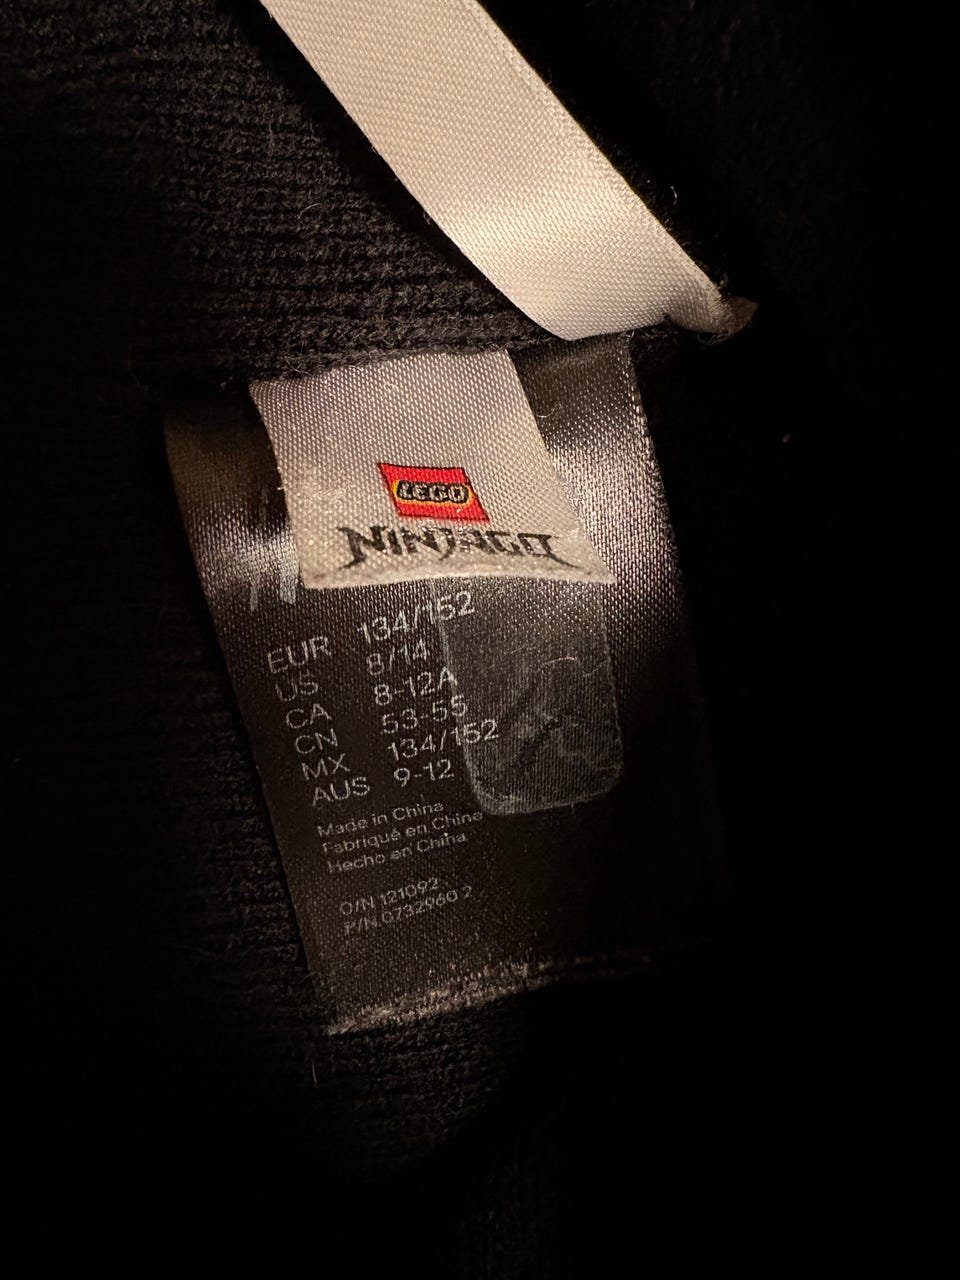 LEGO
NINJAGO
EUR 134/152
US 8/14
CA 8-12A
CN 53-55
MX 134/152
AUS 9-12
Made in China
Fabriqué en Chine
Hecho en China
O/N 121092
P/N 0732960 2